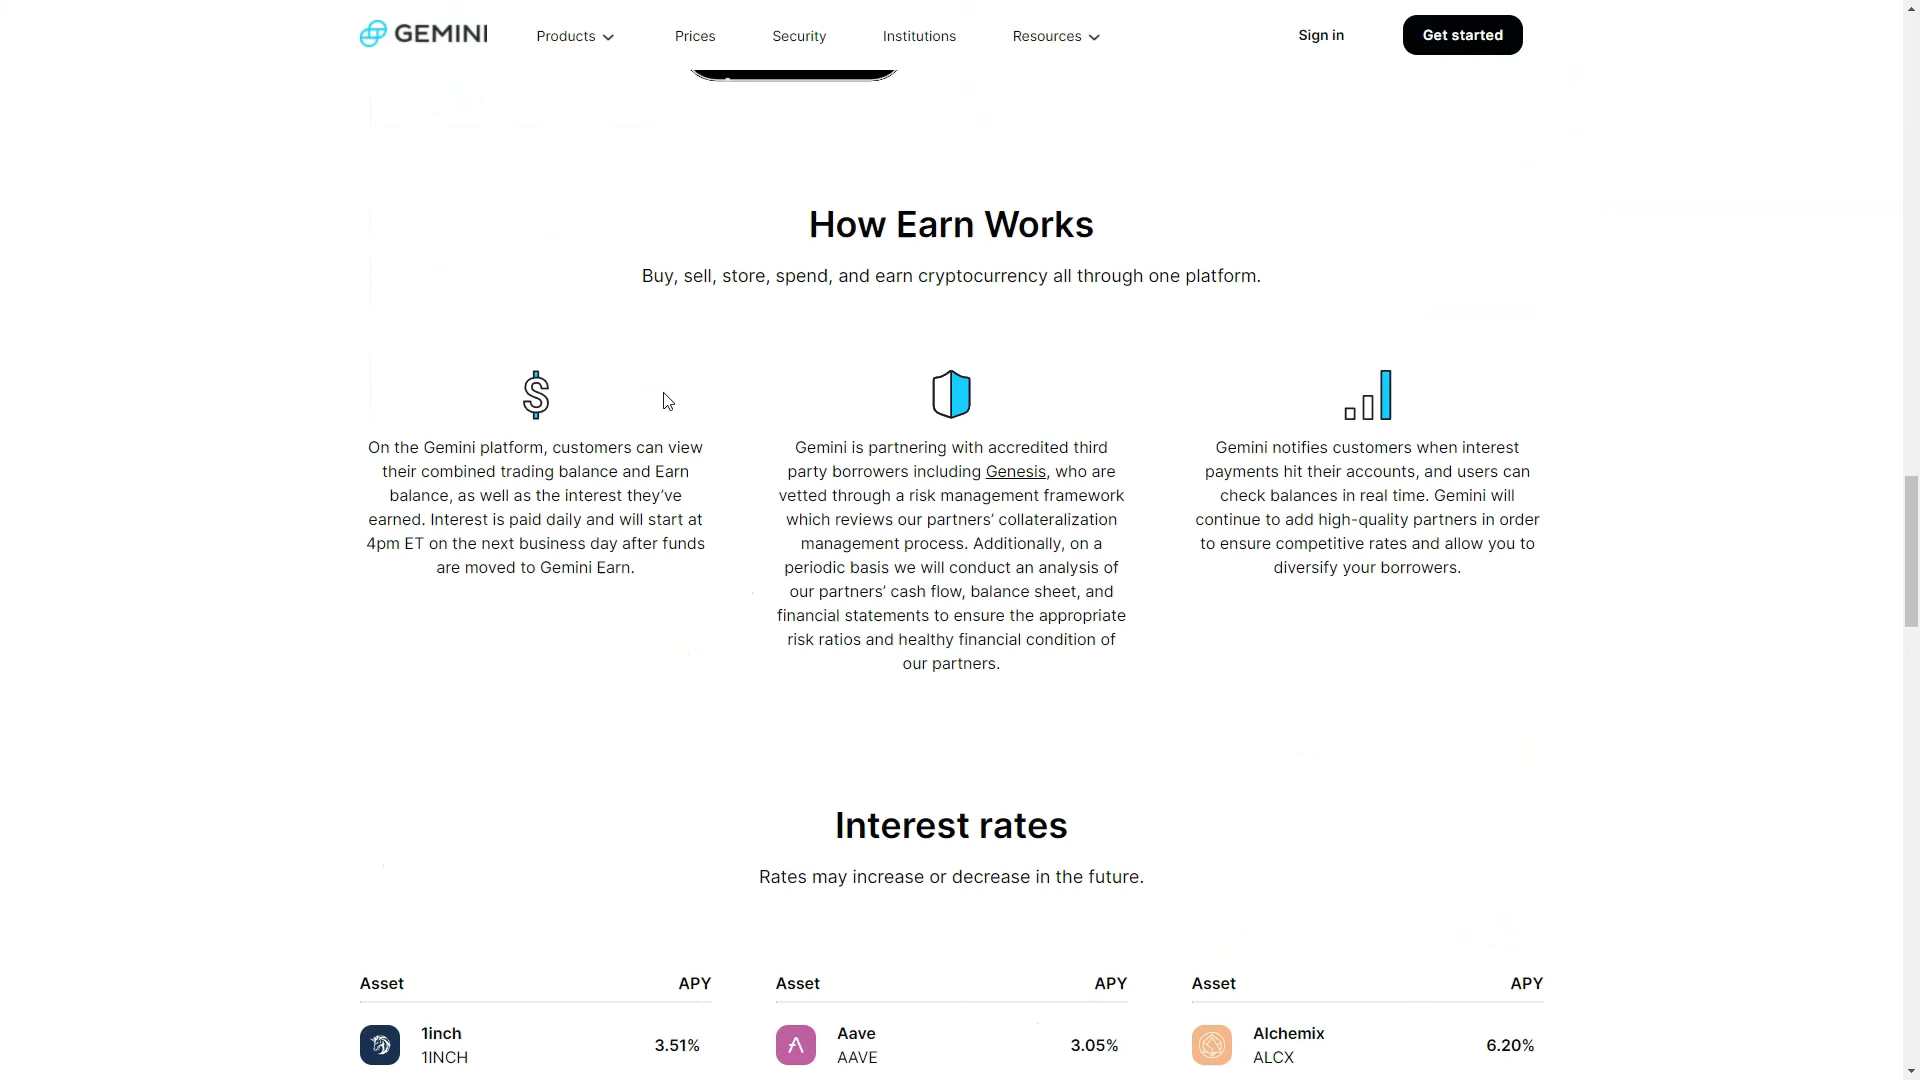 GEMINI Products Prices Security Institutions Resources Sign in Get started
How Earn Works
Buy, sell, store, spend, and earn cryptocurrency all through one platform.
On the Gemini platform, customers can view
their combined trading balance and Earn
balance, as well as the interest they’ve
earned. Interest is paid daily and will start at
4pm ET on the next business day after funds
are moved to Gemini Earn.
Gemini is partnering with accredited third
party borrowers including Genesis, who are
vetted through a risk management framework
which reviews our partners’ collateralization
management process. Additionally, on a
periodic basis we will conduct an analysis of
our partners’ cash flow, balance sheet, and
financial statements to ensure the appropriate
risk ratios and healthy financial condition of
our partners.
Gemini notifies customers when interest
payments hit their accounts, and users can
check balances in real time. Gemini will
continue to add high-quality partners in order
to ensure competitive rates and allow you to
diversify your borrowers.
Interest rates
Rates may increase or decrease in the future.
Asset APY
1inch
1INCH
3.51%
Asset APY
Aave
AAVE
3.05%
Asset APY
Alchemix
ALCX
6.20%